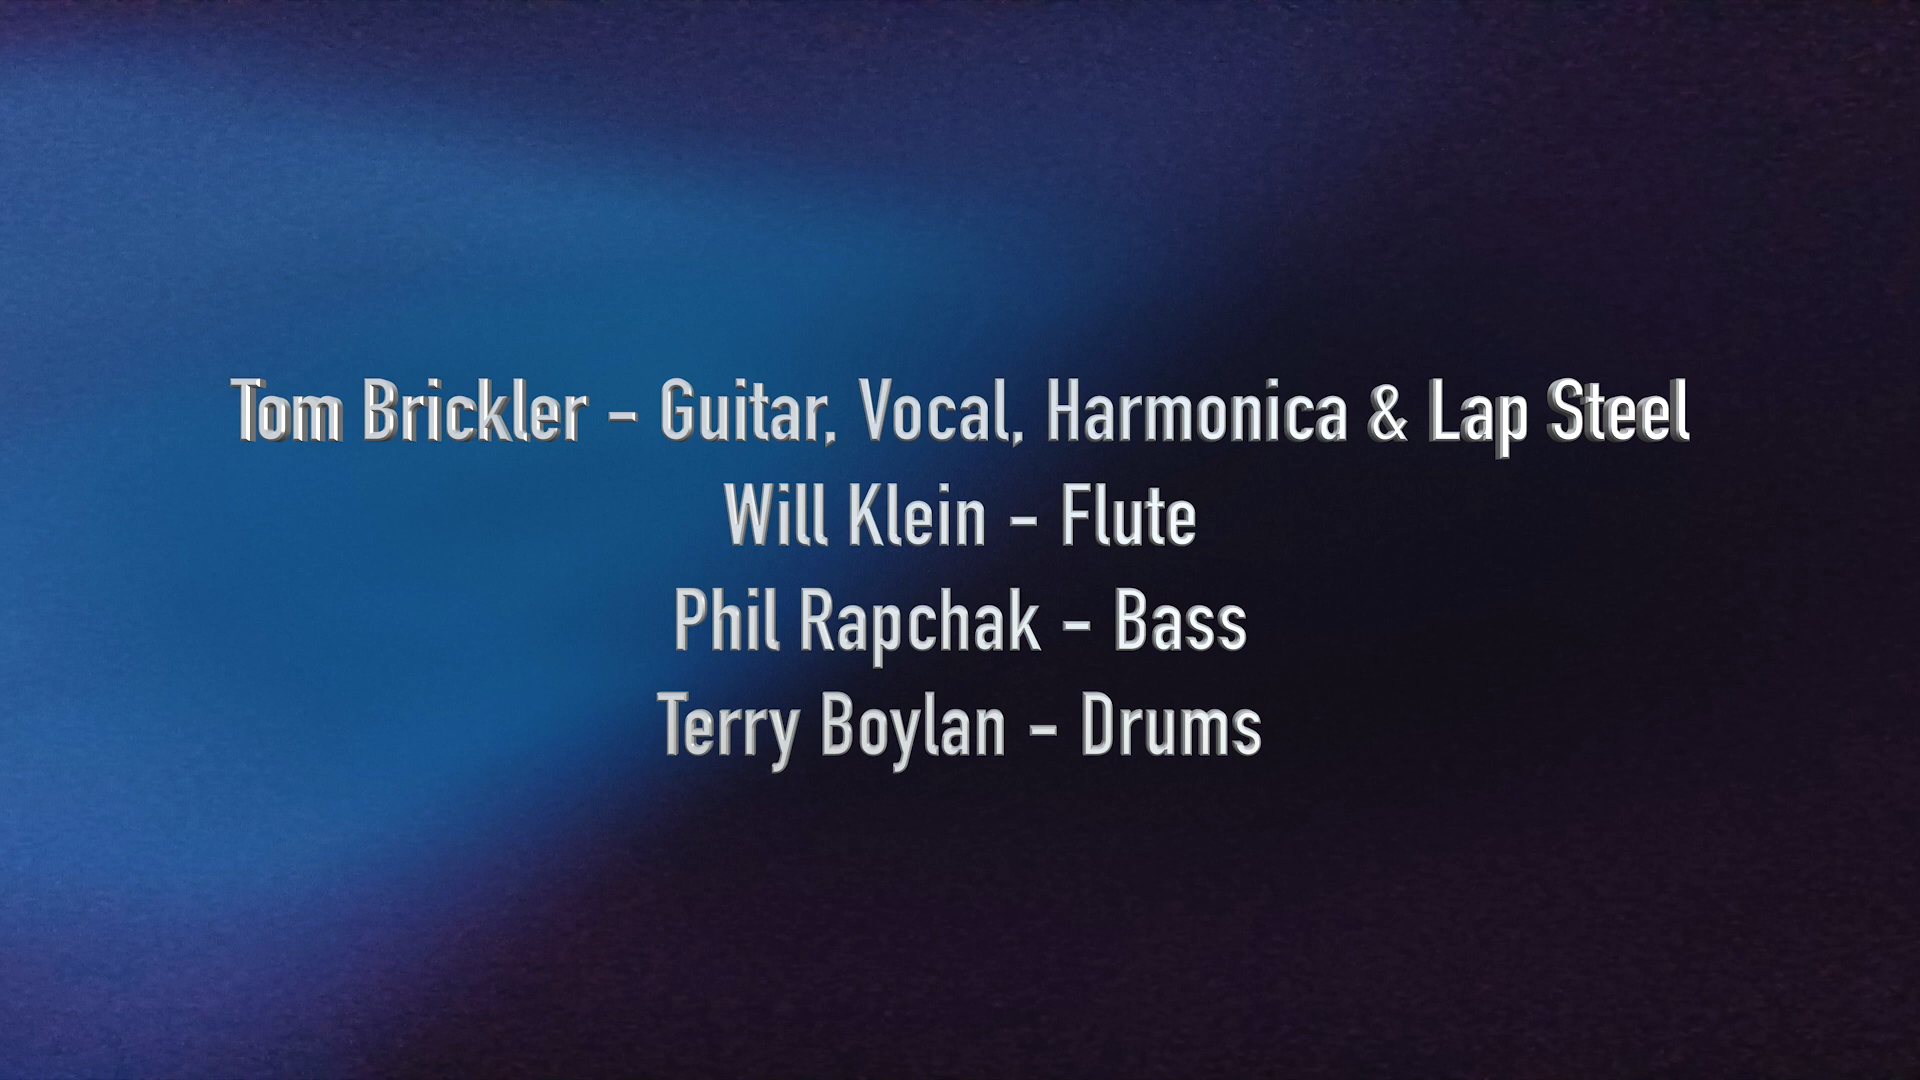 Tom Brickler - Guitar, Vocal, Harmonica & Lap Steel
Will Klein - Flute
Phil Rapchak - Bass
Terry Boylan - Drums